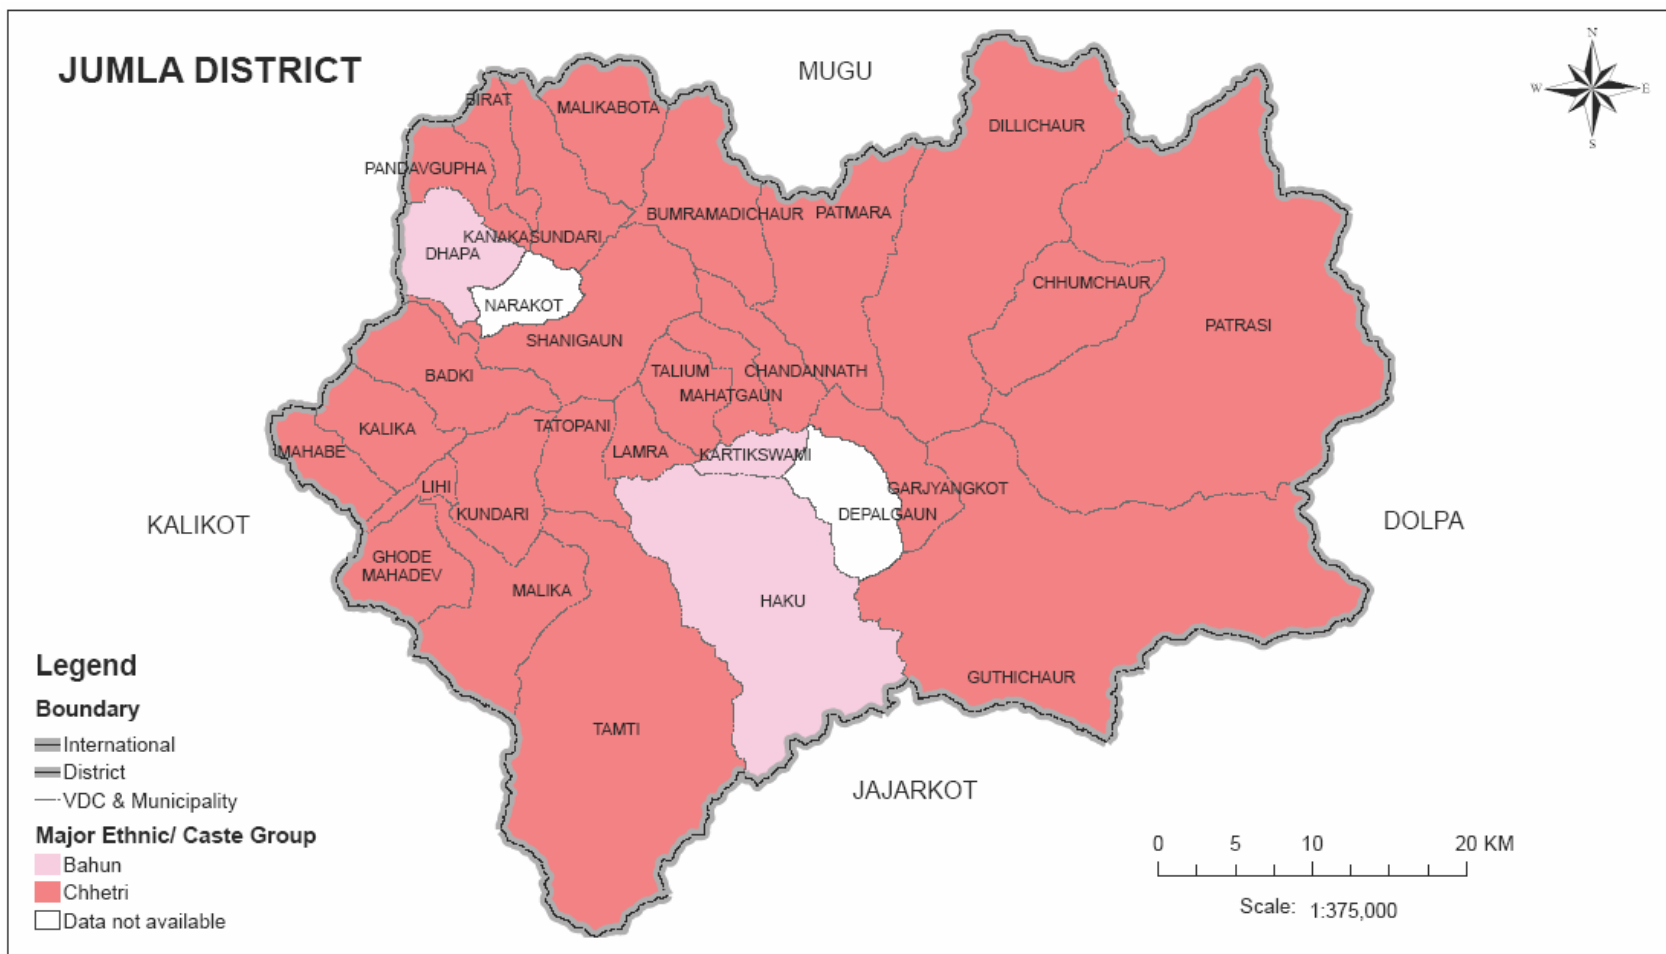 JUMLA DISTRICT
MUGU
N
W
E
S
BIRAT
MALIKABOTA
DILLICHAUR
PANDAVGUPHA
BUMRAMADICHAUR
PATMARA
KANAKASUNDARI
DHAPA
CHHUMCHAUR
NARAKOT
PATRASI
SHANIGAUN
BADKI
TALIUM
CHANDANNATH
MAHATGAUN
KALIKA
TATOPANI
MAHABE
LAMRA
KARTIKSWAMI
LIHI
GARJYANGKOT
KUNDARI
DEPALGAUN
KALIKOT
DOLPA
GHODE
MAHADEV
MALIKA
HAKU
GUTHICHAUR
TAMTI
JAJARKOT
Legend
Boundary
International
District
VDC & Municipality
Major Ethnic/ Caste Group
Bahun
Chhetri
Data not available
0 5 10 20 KM
Scale: 1:375,000